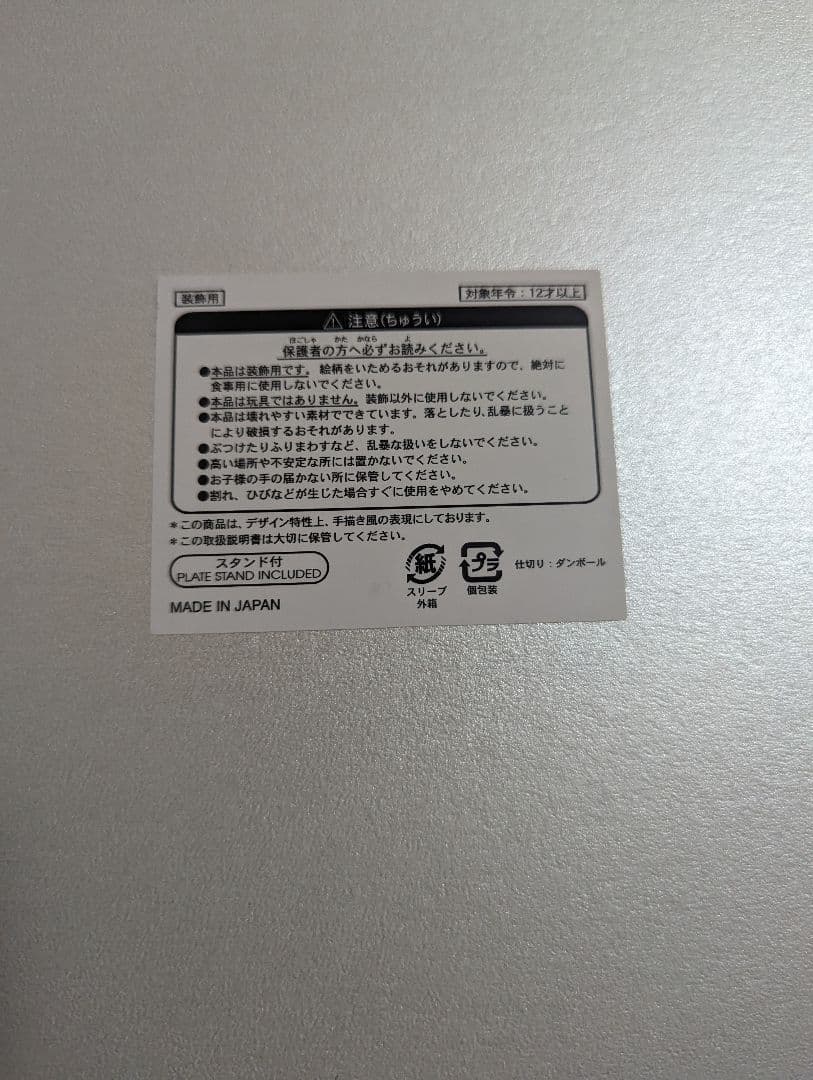 装飾用
対象年令：12才以上
⚠ 注意(ちゅうい)
ほごしゃ かた かなら よ
保護者の方へ必ずお読みください。
●本品は装飾用です。絵柄をいためるおそれがありますので、絶対に
食事用に使用しないでください。
●本品は玩具ではありません。装飾以外に使用しないでください。
●本品は壊れやすい素材でできています。落としたり、乱暴に扱うこと
により破損するおそれがあります。
●ぶつけたりふりまわすなど、乱暴な扱いをしないでください。
●高い場所や不安定な所には置かないでください。
●お子様の手の届かない所に保管してください。
●割れ、ひびなどが生じた場合すぐに使用をやめてください。
＊この商品は、デザイン特性上、手描き風の表現にしております。
＊この取扱説明書は大切に保管してください。
スタンド付
PLATE STAND INCLUDED
MADE IN JAPAN
紙
スリーブ
外箱
プラ
個包装
仕切り：ダンボール